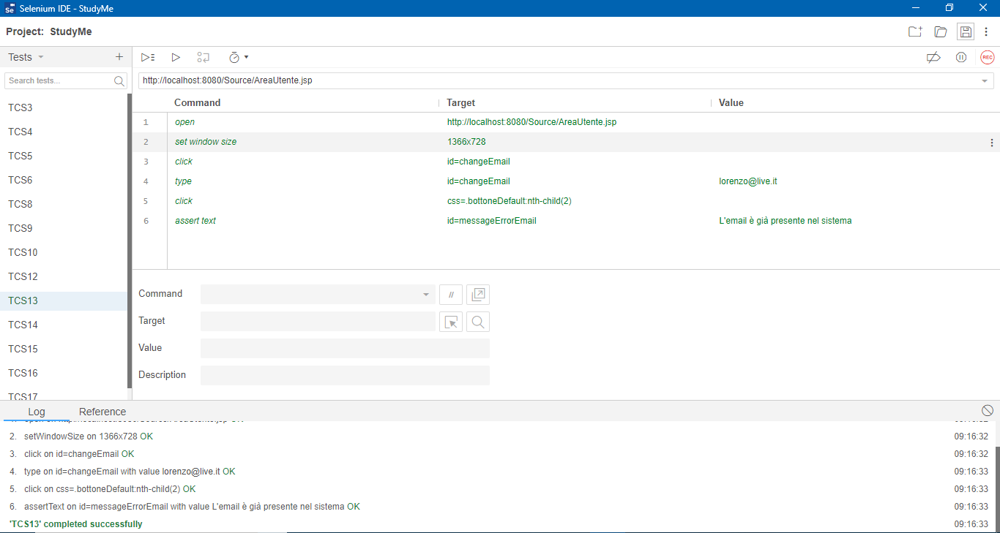 Selenium IDE - StudyMe
Project: StudyMe
Tests
Search tests...
TCS3
TCS4
TCS5
TCS6
TCS8
TCS9
TCS10
TCS12
TCS13
TCS14
TCS15
TCS16
TCS17
REC
http://localhost:8080/Source/AreaUtente.jsp
Command Target Value
1 open http://localhost:8080/Source/AreaUtente.jsp
2 set window size 1366x728
3 click id=changeEmail
4 type id=changeEmail lorenzo@live.it
5 click css=.bottoneDefault:nth-child(2)
6 assert text id=messageErrorEmail L'email è già presente nel sistema
Command //
Target
Value
Description
Log Reference
2. setWindowSize on 1366x728 OK 09:16:32
3. click on id=changeEmail OK 09:16:32
4. type on id=changeEmail with value lorenzo@live.it OK 09:16:33
5. click on css=.bottoneDefault:nth-child(2) OK 09:16:33
6. assertText on id=messageErrorEmail with value L'email è già presente nel sistema OK 09:16:33
'TCS13' completed successfully 09:16:33